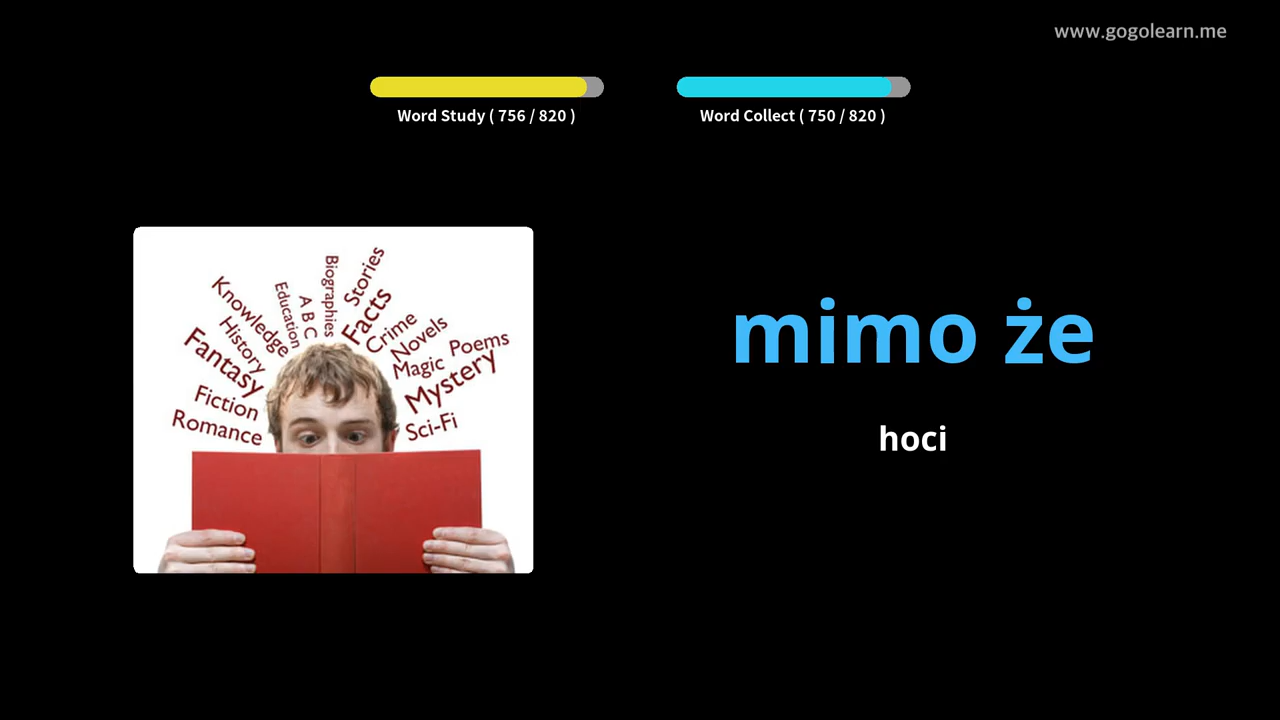 www.gogolearn.me
Word Study ( 756 / 820 )
Word Collect ( 750 / 820 )
Biographies
Stories
Knowledge
Education
A B C
Facts
History
Crime
Novels
Fantasy
Magic
Poems
Mystery
Fiction
Romance
Sci-Fi
mimo że
hoci